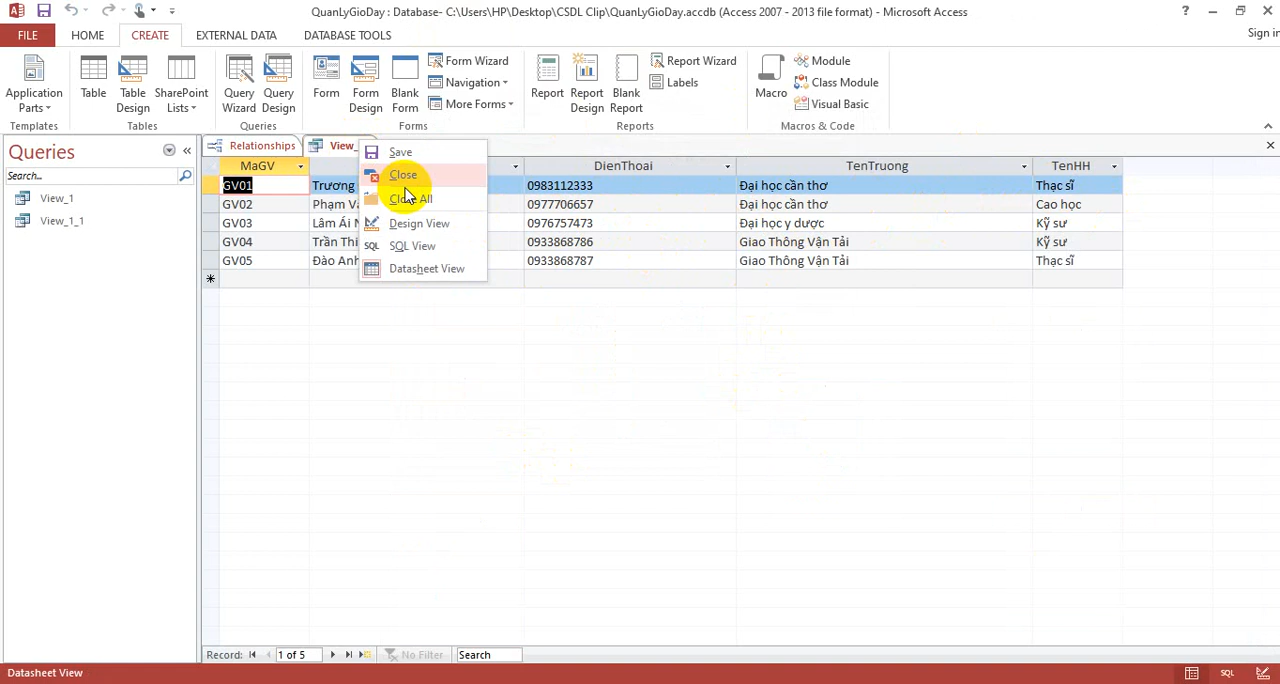 QuanLyGioDay : Database- C:\Users\HP\Desktop\CSDL Clip\QuanLyGioDay.accdb (Access 2007 - 2013 file format) - Microsoft Access
FILE HOME CREATE EXTERNAL DATA DATABASE TOOLS Sign in
Application Parts Table Table Design SharePoint Lists Query Wizard Query Design Form Form Design Blank Form
Form Wizard
Navigation
More Forms
Report Report Design Blank Report
Report Wizard
Labels
Macro
Module
Class Module
Visual Basic
Templates Tables Queries Forms Reports Macros & Code
Queries
Search...
View_1
View_1_1
Relationships View_
Save
Close
Close All
Design View
SQL View
Datasheet View
MaGV DienThoai TenTruong TenHH
GV01 Trương 0983112333 Đại học cần thơ Thạc sĩ
GV02 Phạm 0977706657 Đại học cần thơ Cao học
GV03 Lâm Ái 0976757473 Đại học y dược Kỹ sư
GV04 Trần 0933868786 Giao Thông Vận Tải Kỹ sư
GV05 Đào 0933868787 Giao Thông Vận Tải Thạc sĩ
Record: 1 of 5 No Filter Search
Datasheet View SQL